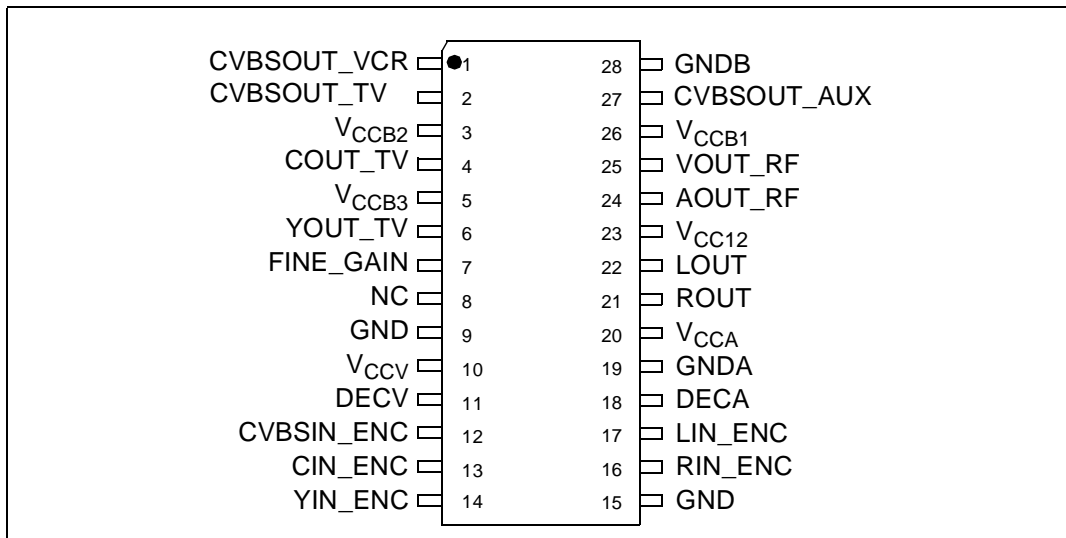 CVBSOUT_VCR 1 28 GNDB
CVBSOUT_TV 2 27 CVBSOUT_AUX
VCCB2 3 26 VCCB1
COUT_TV 4 25 VOUT_RF
VCCB3 5 24 AOUT_RF
YOUT_TV 6 23 VCC12
FINE_GAIN 7 22 LOUT
NC 8 21 ROUT
GND 9 20 VCCA
VCCV 10 19 GNDA
DECV 11 18 DECA
CVBSIN_ENC 12 17 LIN_ENC
CIN_ENC 13 16 RIN_ENC
YIN_ENC 14 15 GND